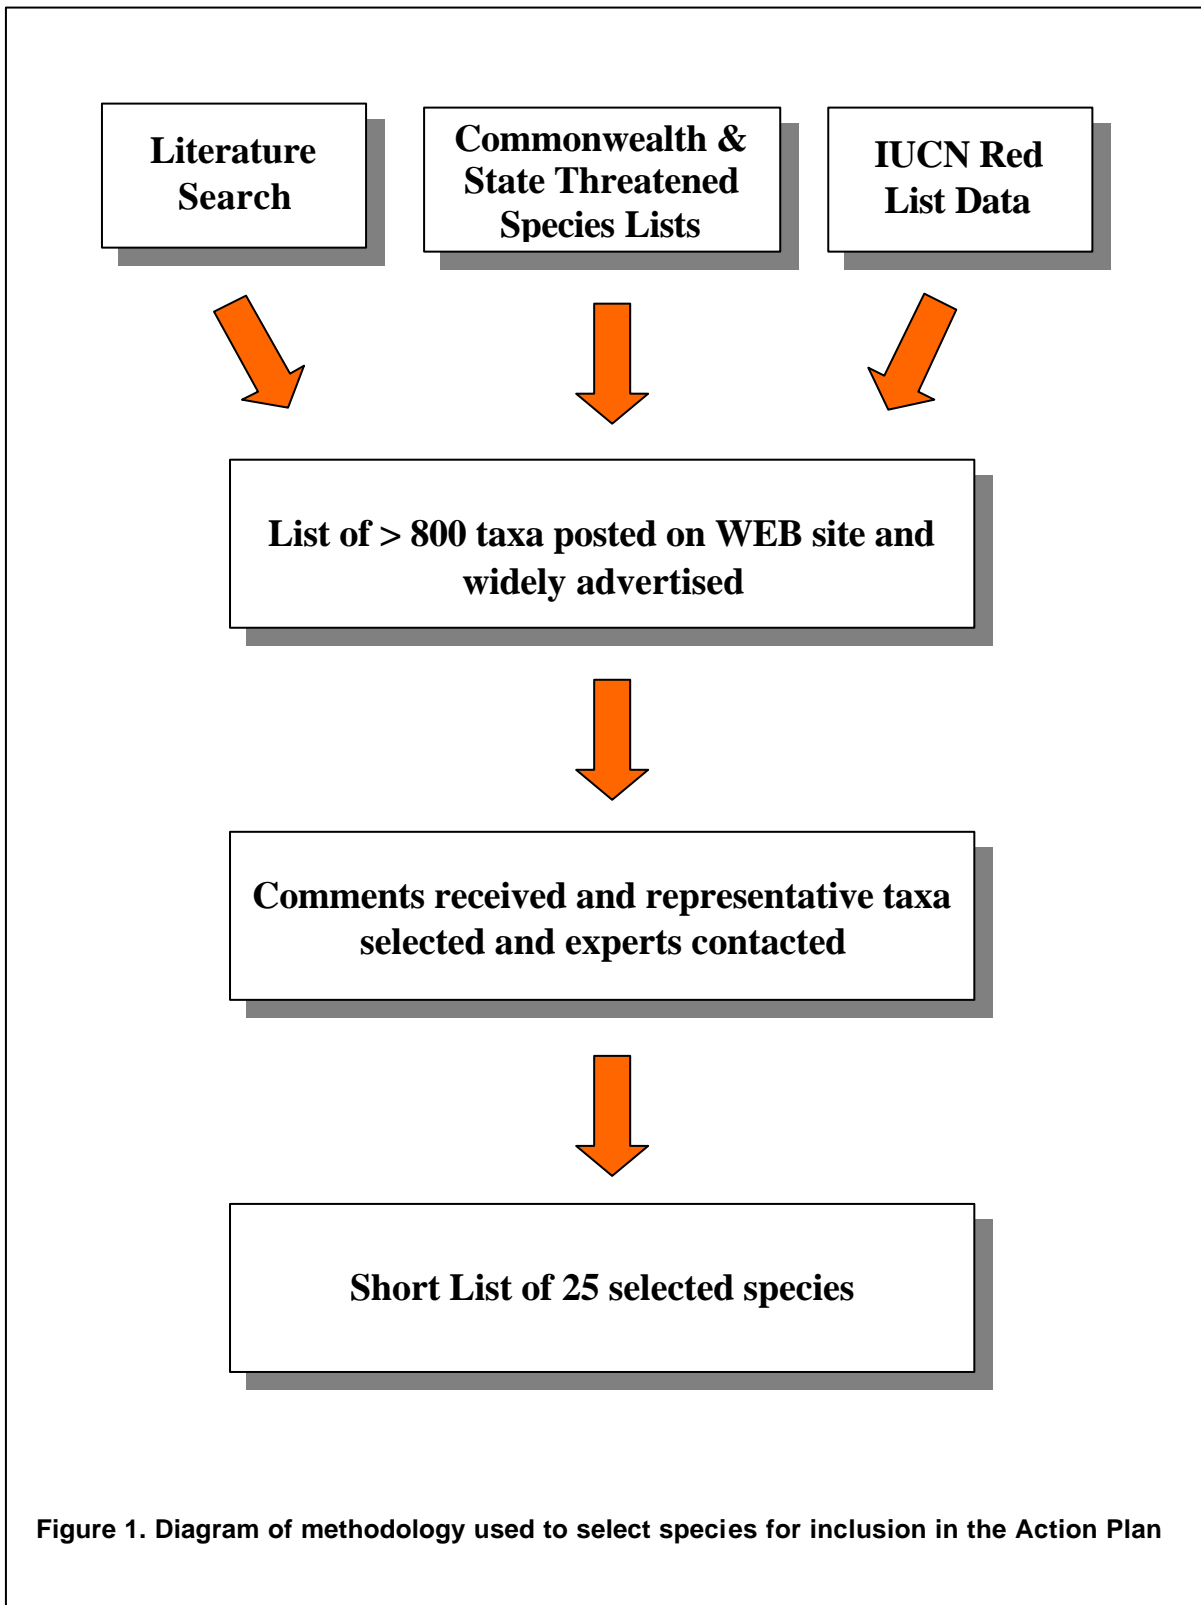 Literature
Search
Commonwealth &
State Threatened
Species Lists
IUCN Red
List Data
List of > 800 taxa posted on WEB site and
widely advertised
Comments received and representative taxa
selected and experts contacted
Short List of 25 selected species
Figure 1. Diagram of methodology used to select species for inclusion in the Action Plan